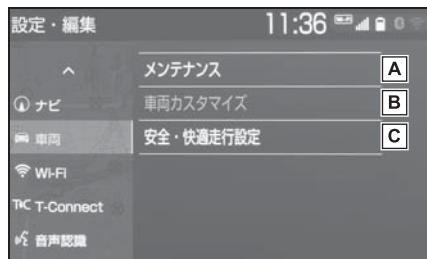 設定・編集 11:36
メンテナンス A
ナビ 車両カスタマイズ B
車両 安全・快適走行設定 C
Wi-Fi
T-Connect
音声認識